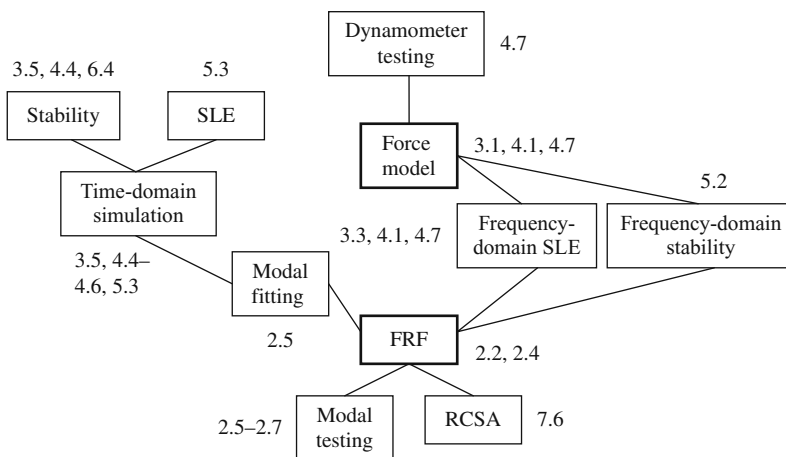 Dynamometer
testing
4.7
3.5, 4.4, 6.4
5.3
Stability
SLE
Force
model
3.1, 4.1, 4.7
Time-domain
simulation
5.2
3.3, 4.1, 4.7
Frequency-
domain SLE
Frequency-domain
stability
3.5, 4.4–
4.6, 5.3
Modal
fitting
2.5
FRF
2.2, 2.4
2.5–2.7
Modal
testing
RCSA
7.6